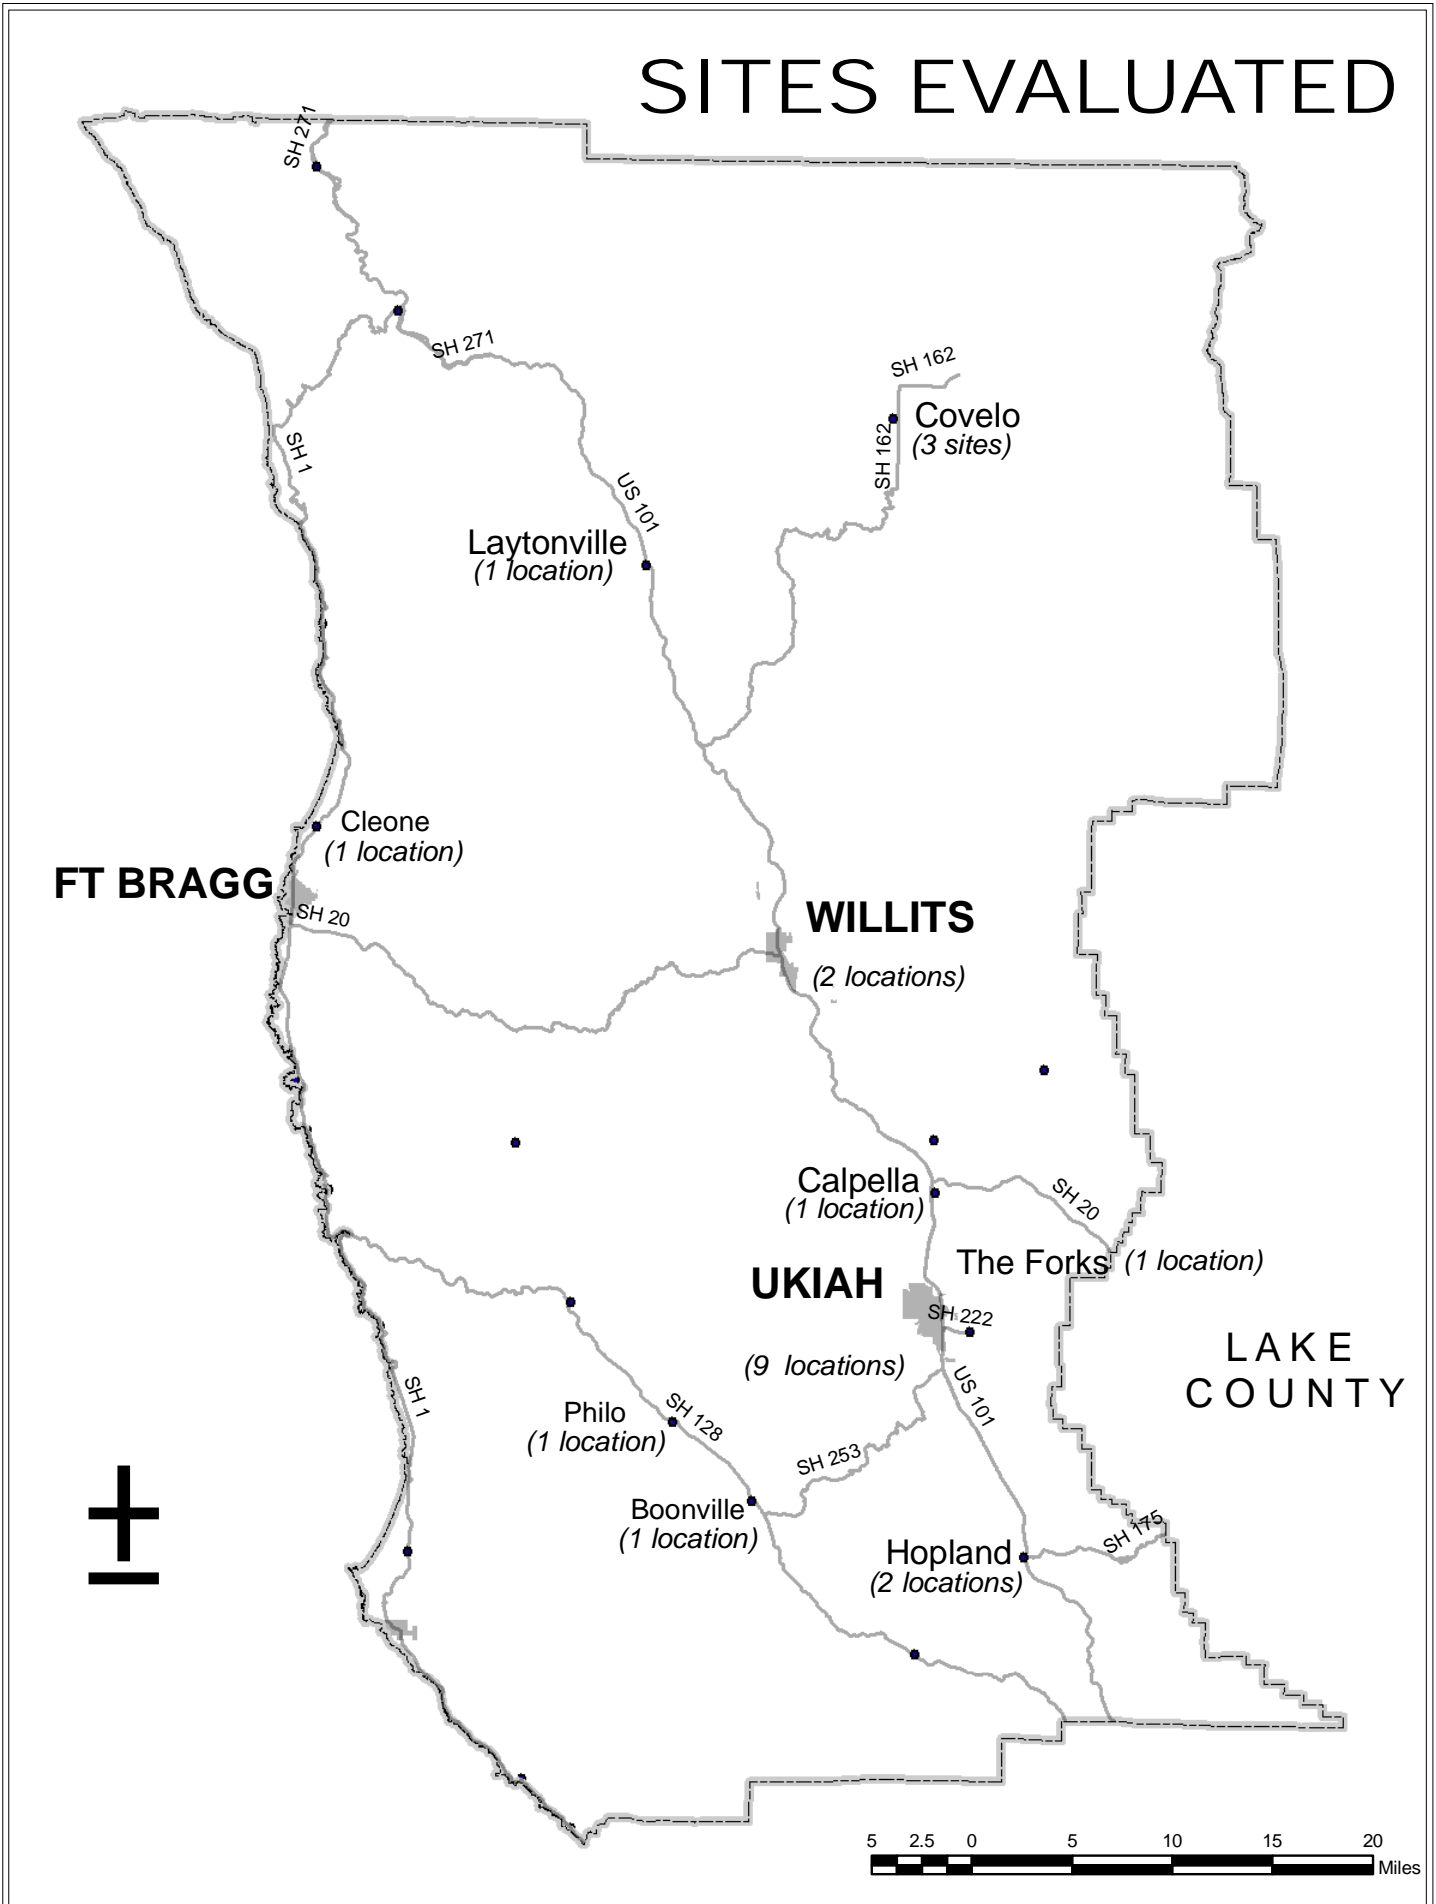 SITES EVALUATED
SH 271
SH 271
SH 162
Covelo
(3 sites)
SH 162
SH 1
US 101
Laytonville
(1 location)
Cleone
(1 location)
FT BRAGG
SH 20
WILLITS
(2 locations)
Calpella
(1 location)
SH 20
The Forks (1 location)
UKIAH
SH 222
(9 locations)
LAKE
COUNTY
US 101
SH 1
Philo
(1 location)
SH 128
SH 253
Boonville
(1 location)
SH 175
Hopland
(2 locations)
5 2.5 0 5 10 15 20
Miles